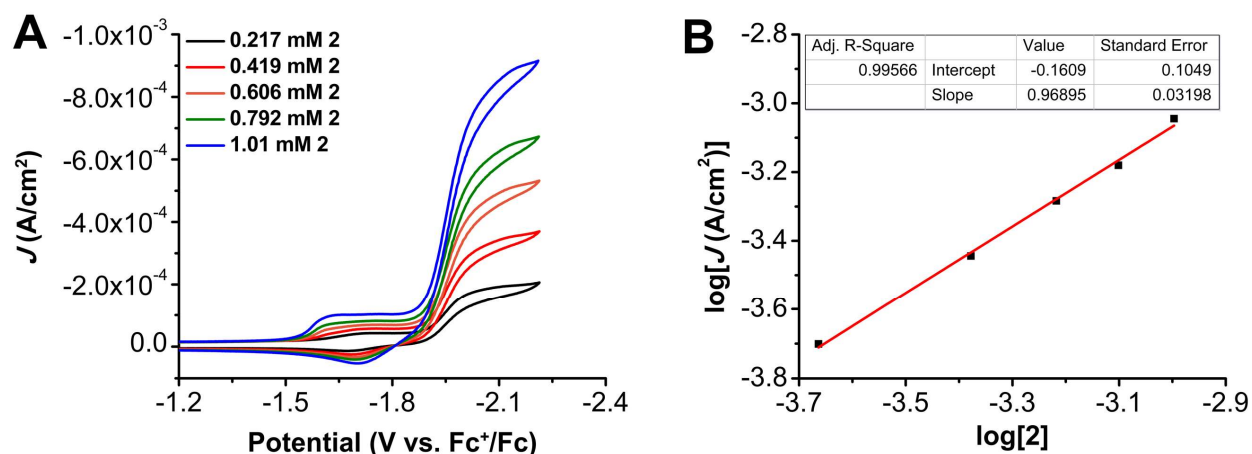 A
J (A/cm²)
-1.0x10⁻³
-8.0x10⁻⁴
-6.0x10⁻⁴
-4.0x10⁻⁴
-2.0x10⁻⁴
0.0
0.217 mM 2
0.419 mM 2
0.606 mM 2
0.792 mM 2
1.01 mM 2
-1.2 -1.5 -1.8 -2.1 -2.4
Potential (V vs. Fc⁺/Fc)
B
log[J (A/cm²)]
-2.8
-3.0
-3.2
-3.4
-3.6
-3.8
Adj. R-Square Value Standard Error
0.99566 Intercept -0.1609 0.1049
Slope 0.96895 0.03198
-3.7 -3.5 -3.3 -3.1 -2.9
log[2]